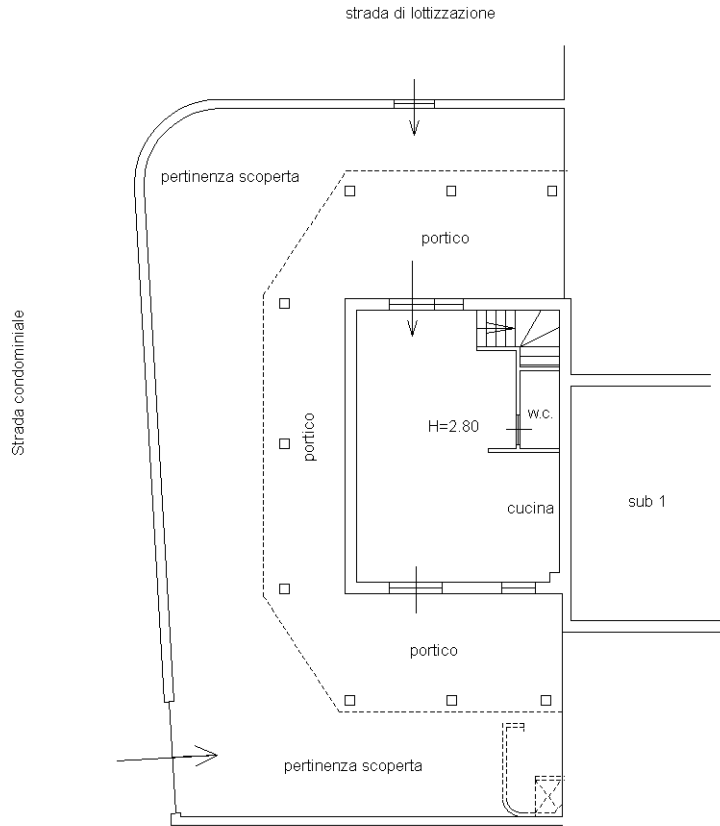 strada di lottizzazione
pertinenza scoperta
portico
Strada condominiale
portico
w.c.
H=2.80
sub 1
cucina
portico
pertinenza scoperta